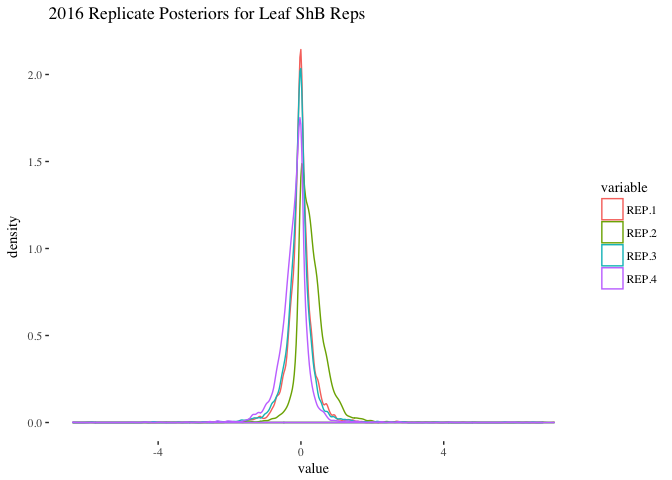 2016 Replicate Posteriors for Leaf ShB Reps
2.0
1.5
1.0
0.5
0.0
density
-4
0
4
value
variable
REP.1
REP.2
REP.3
REP.4